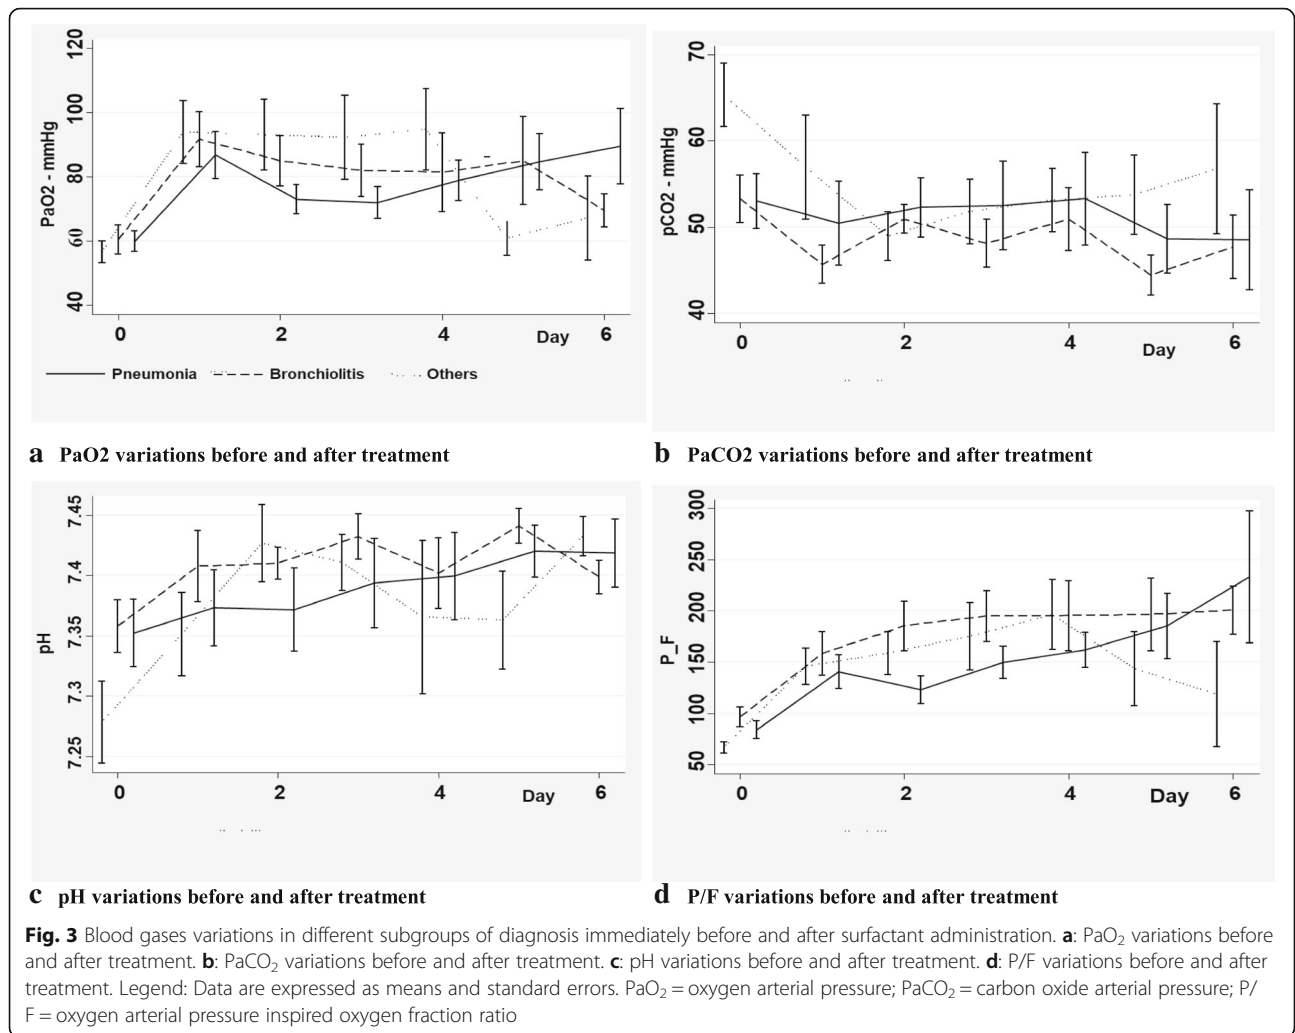 120
100
80
60
40
PaO2 - mmHg
0 2 4 Day 6
Pneumonia Bronchiolitis Others
a PaO2 variations before and after treatment
70
60
50
40
pCO2 - mmHg
0 2 4 Day 6
b PaCO2 variations before and after treatment
7.45
7.4
7.35
7.3
7.25
pH
0 2 4 Day 6
c pH variations before and after treatment
300
250
200
150
100
50
P_F
0 2 4 Day 6
d P/F variations before and after treatment
Fig. 3 Blood gases variations in different subgroups of diagnosis immediately before and after surfactant administration. a: PaO₂ variations before
and after treatment. b: PaCO₂ variations before and after treatment. c: pH variations before and after treatment. d: P/F variations before and after
treatment. Legend: Data are expressed as means and standard errors. PaO₂ = oxygen arterial pressure; PaCO₂ = carbon oxide arterial pressure; P/
F = oxygen arterial pressure inspired oxygen fraction ratio